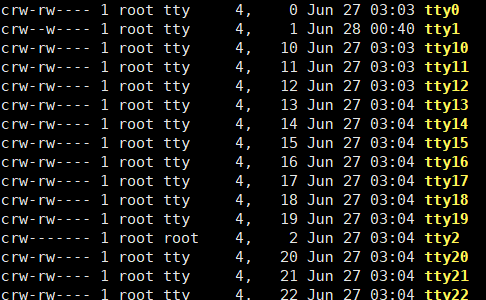 crw-rw---- 1 root tty     4,    0 Jun 27 03:03 tty0
crw--w---- 1 root tty     4,    1 Jun 28 00:40 tty1
crw-rw---- 1 root tty     4,   10 Jun 27 03:03 tty10
crw-rw---- 1 root tty     4,   11 Jun 27 03:03 tty11
crw-rw---- 1 root tty     4,   12 Jun 27 03:03 tty12
crw-rw---- 1 root tty     4,   13 Jun 27 03:04 tty13
crw-rw---- 1 root tty     4,   14 Jun 27 03:04 tty14
crw-rw---- 1 root tty     4,   15 Jun 27 03:04 tty15
crw-rw---- 1 root tty     4,   16 Jun 27 03:04 tty16
crw-rw---- 1 root tty     4,   17 Jun 27 03:04 tty17
crw-rw---- 1 root tty     4,   18 Jun 27 03:04 tty18
crw-rw---- 1 root tty     4,   19 Jun 27 03:04 tty19
crw------- 1 root root    4,    2 Jun 27 03:04 tty2
crw-rw---- 1 root tty     4,   20 Jun 27 03:04 tty20
crw-rw---- 1 root tty     4,   21 Jun 27 03:04 tty21
crw-rw---- 1 root tty     4,   22 Jun 27 03:04 tty22